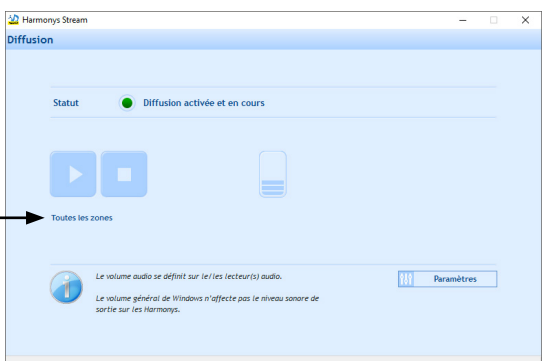 Harmonys Stream
Diffusion
Statut
Diffusion activée et en cours
Toutes les zones
Le volume audio se définit sur le/les lecteur(s) audio.
Paramètres
Le volume général de Windows n'affecte pas le niveau sonore de
sortie sur les Harmonys.